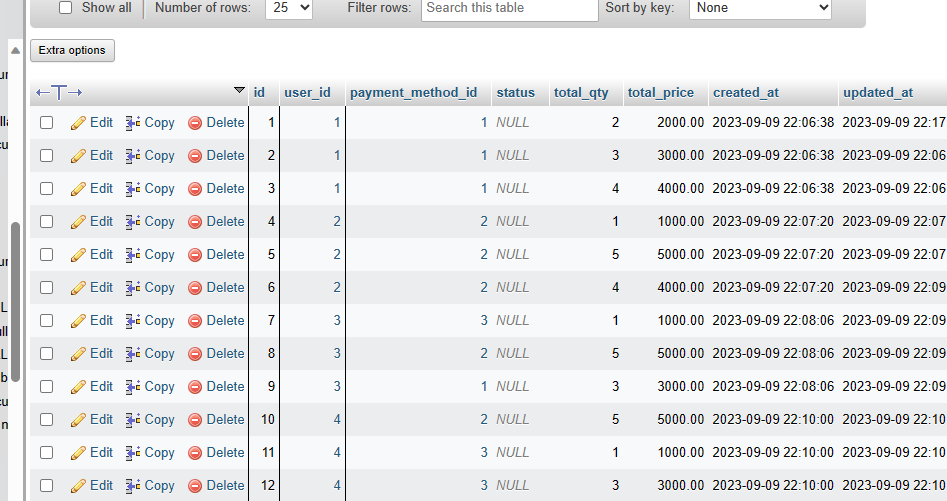 Show all Number of rows: 25 Filter rows: Search this table Sort by key: None
Extra options
id user_id payment_method_id status total_qty total_price created_at updated_at
Edit Copy Delete 1 1 1 NULL 2 2000.00 2023-09-09 22:06:38 2023-09-09 22:17
Edit Copy Delete 2 1 1 NULL 3 3000.00 2023-09-09 22:06:38 2023-09-09 22:06
Edit Copy Delete 3 1 1 NULL 4 4000.00 2023-09-09 22:06:38 2023-09-09 22:06
Edit Copy Delete 4 2 2 NULL 1 1000.00 2023-09-09 22:07:20 2023-09-09 22:07
Edit Copy Delete 5 2 2 NULL 5 5000.00 2023-09-09 22:07:20 2023-09-09 22:07
Edit Copy Delete 6 2 2 NULL 4 4000.00 2023-09-09 22:07:20 2023-09-09 22:09
Edit Copy Delete 7 3 3 NULL 1 1000.00 2023-09-09 22:08:06 2023-09-09 22:09
Edit Copy Delete 8 3 2 NULL 5 5000.00 2023-09-09 22:08:06 2023-09-09 22:09
Edit Copy Delete 9 3 1 NULL 3 3000.00 2023-09-09 22:08:06 2023-09-09 22:09
Edit Copy Delete 10 4 2 NULL 5 5000.00 2023-09-09 22:10:00 2023-09-09 22:09
Edit Copy Delete 11 4 3 NULL 1 1000.00 2023-09-09 22:10:00 2023-09-09 22:09
Edit Copy Delete 12 4 3 NULL 3 3000.00 2023-09-09 22:10:00 2023-09-09 22:09